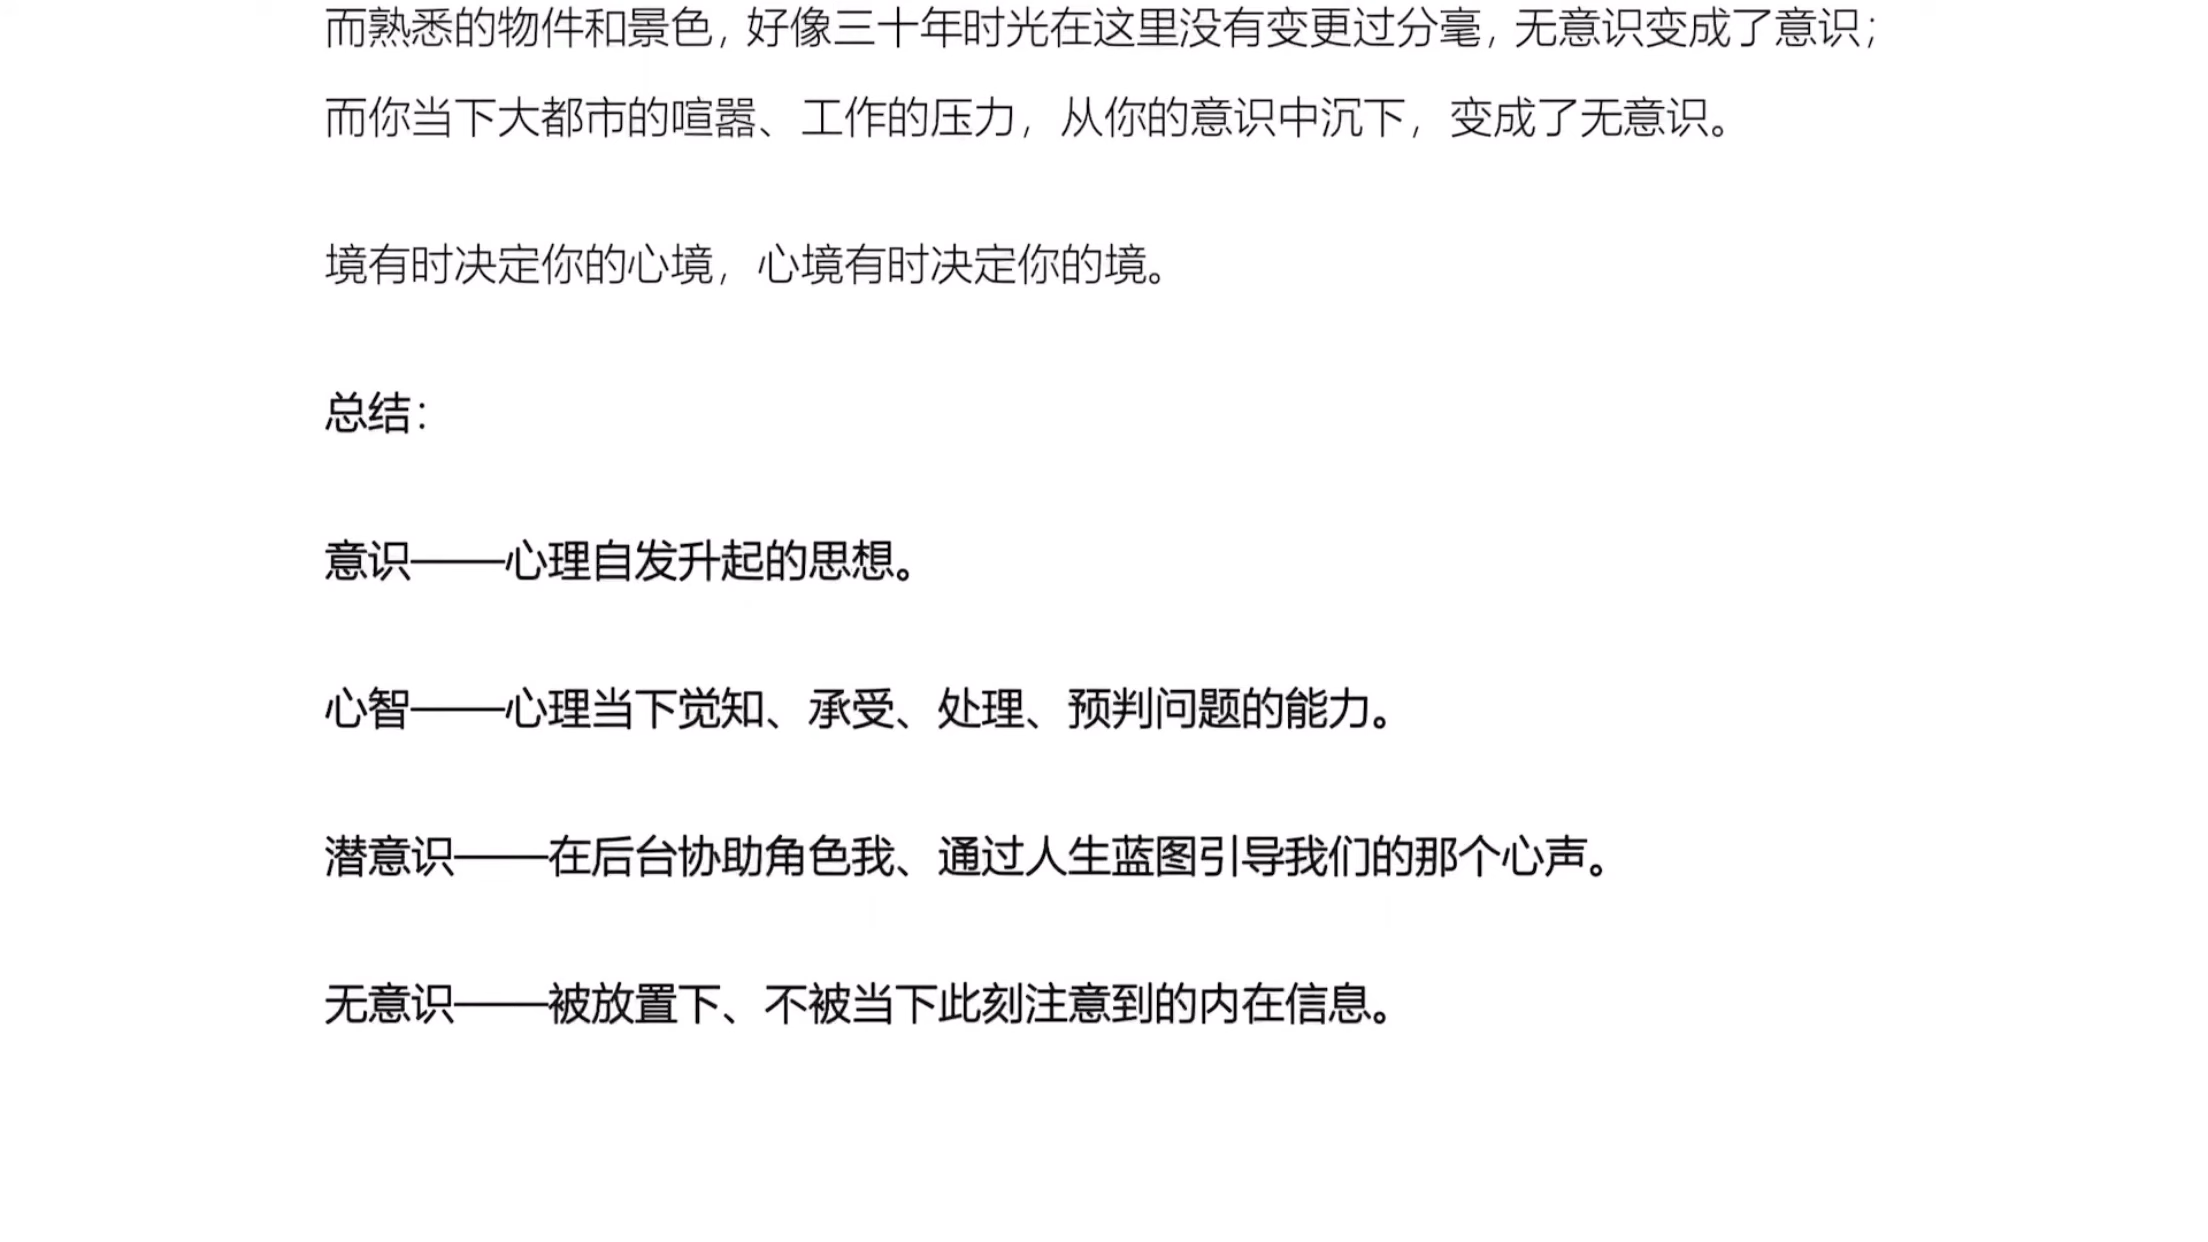 而熟悉的物件和景色，好像三十年时光在这里没有变更过分毫，无意识变成了意识；
而你当下大都市的喧嚣、工作的压力，从你的意识中沉下，变成了无意识。
境有时决定你的心境，心境有时决定你的境。
总结：
意识——心理自发升起的思想。
心智——心理当下觉知、承受、处理、预判问题的能力。
潜意识——在后台协助角色我、通过人生蓝图引导我们的那个心声。
无意识——被放置下、不被当下此刻注意到的内在信息。